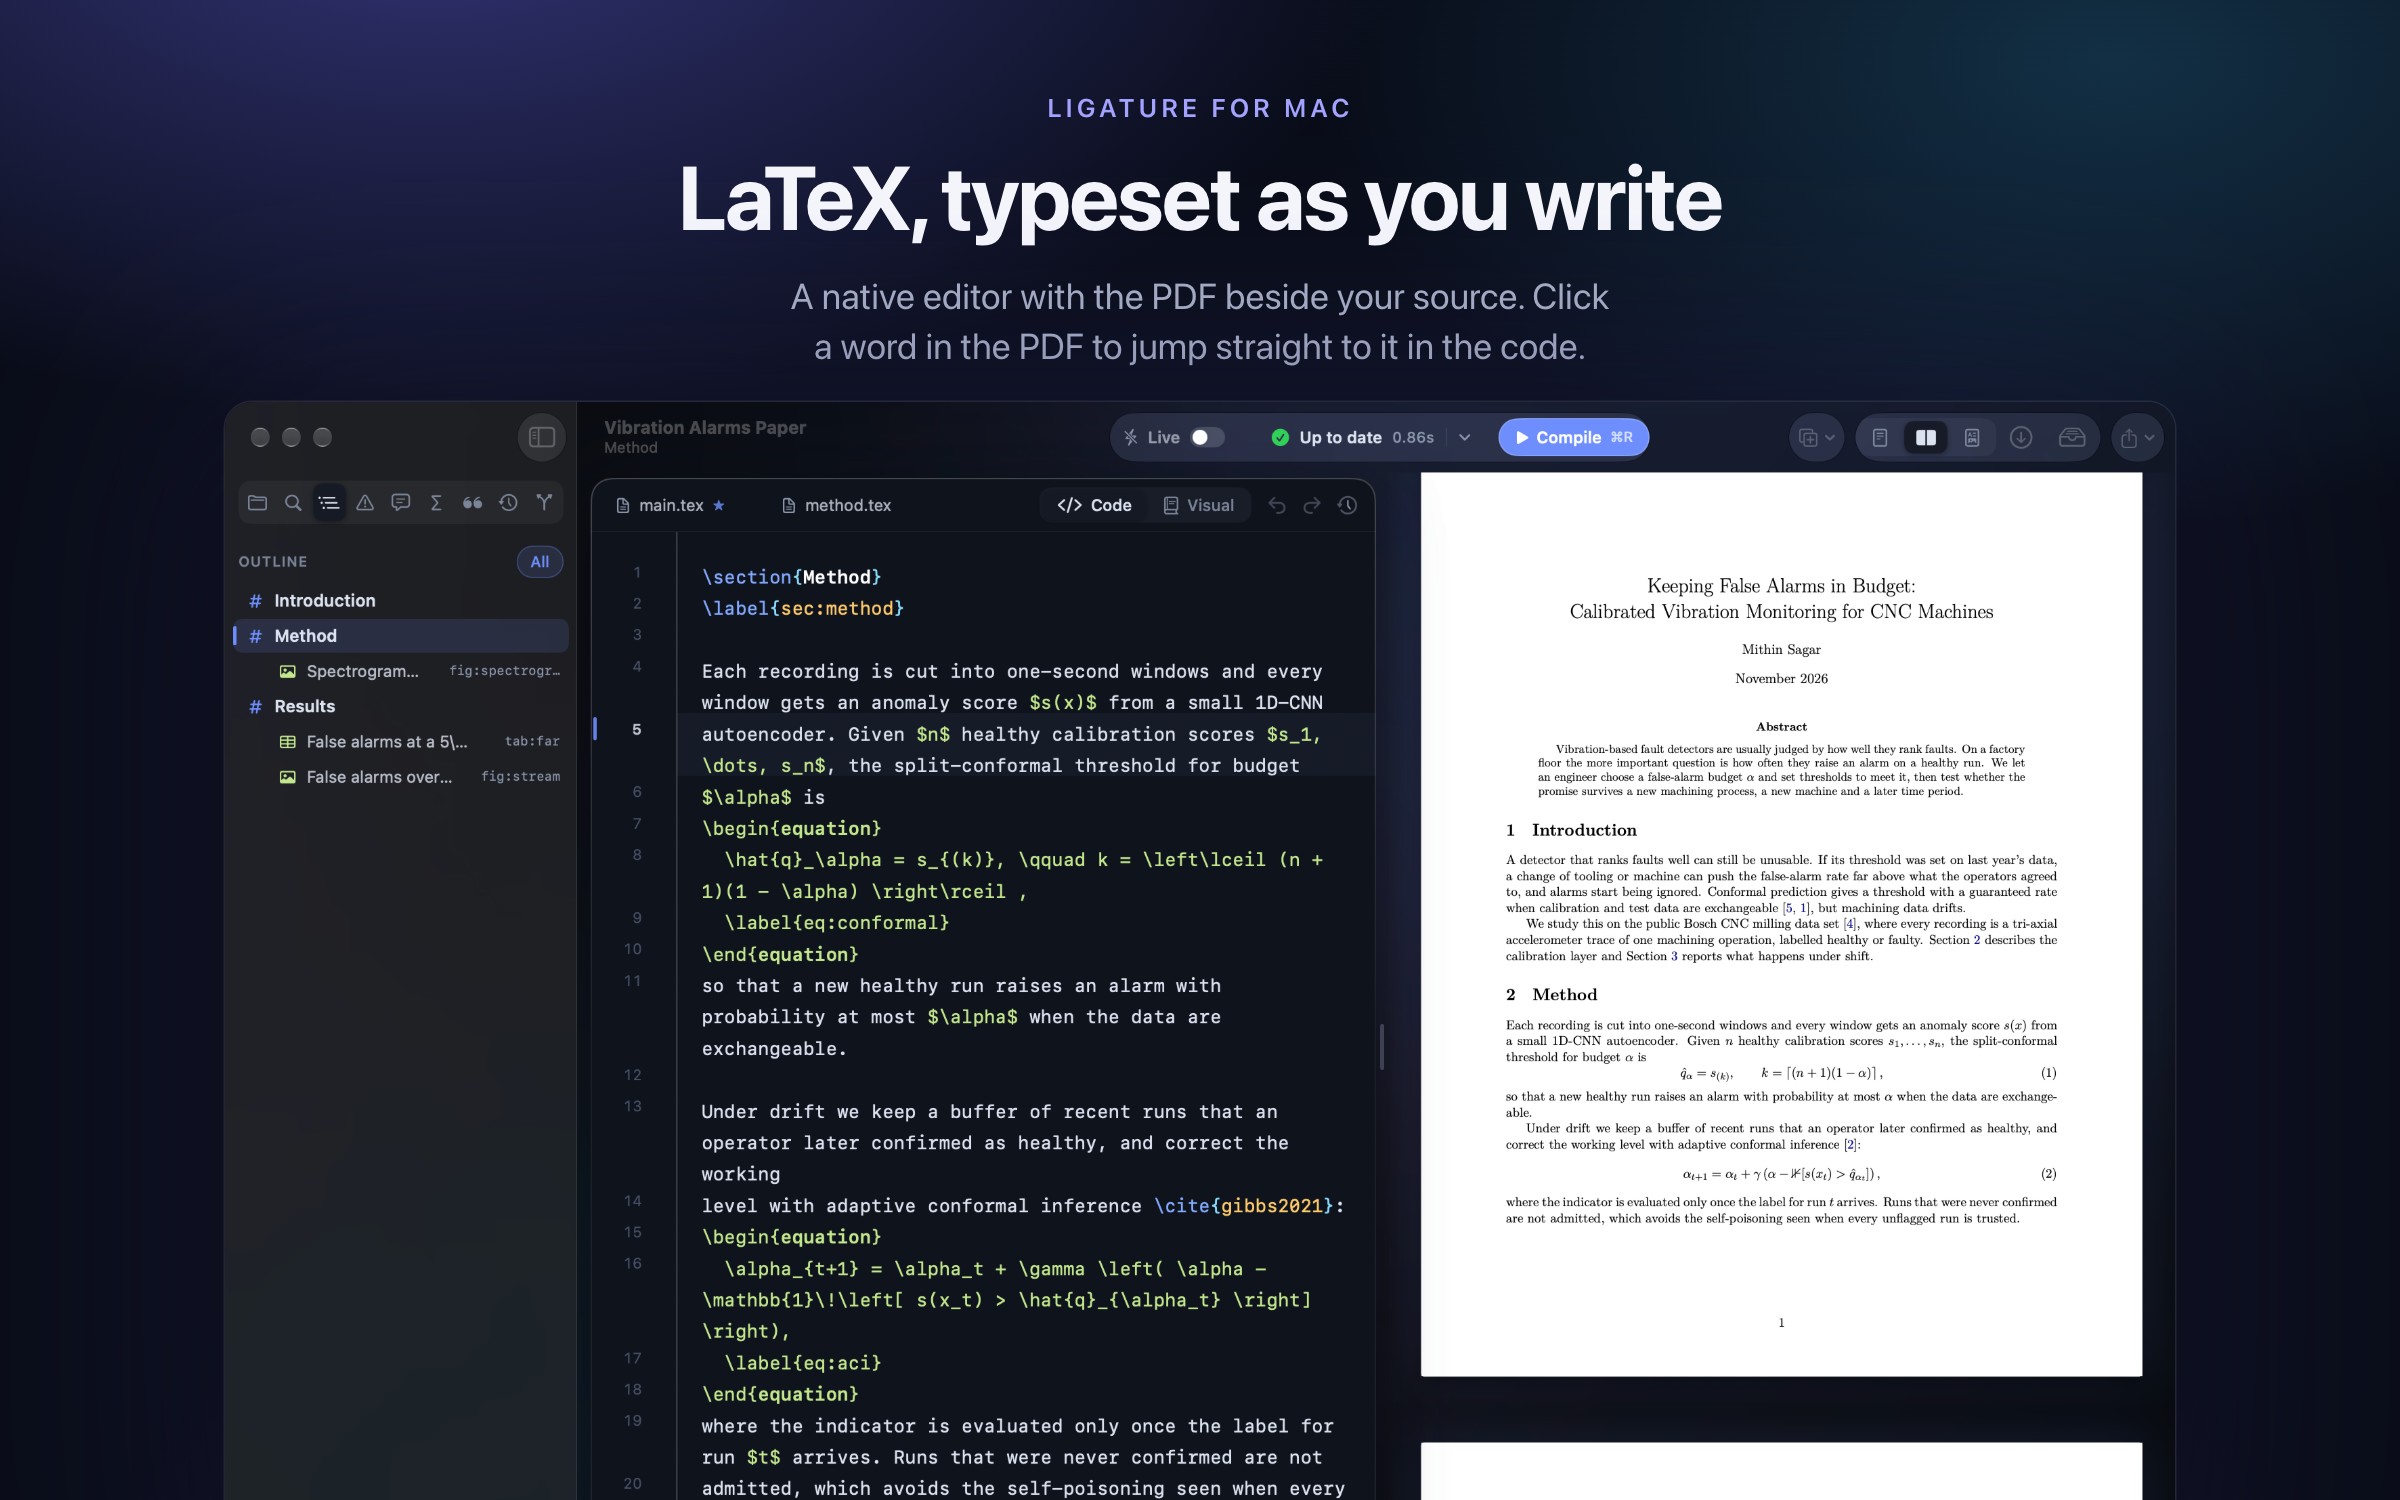 LIGATURE FOR MAC
LaTeX, typeset as you write
A native editor with the PDF beside your source. Click
a word in the PDF to jump straight to it in the code.
Vibration Alarms Paper
Method
Live
Up to date 0.86s
Compile ⌘R
main.tex ★
method.tex
</> Code
Visual
OUTLINE
All
# Introduction
# Method
Spectrogram... fig:spectrogr…
# Results
False alarms at a 5\... tab:far
False alarms over... fig:stream
1 \section{Method}
2 \label{sec:method}
3
4 Each recording is cut into one-second windows and every
window gets an anomaly score $s(x)$ from a small 1D-CNN
5 autoencoder. Given $n$ healthy calibration scores $s_1,
\dots, s_n$, the split-conformal threshold for budget
6 $\alpha$ is
7 \begin{equation}
8 \hat{q}_\alpha = s_{(k)}, \qquad k = \left\lceil (n +
1)(1 - \alpha) \right\rceil ,
9 \label{eq:conformal}
10 \end{equation}
11 so that a new healthy run raises an alarm with
probability at most $\alpha$ when the data are
exchangeable.
12
13 Under drift we keep a buffer of recent runs that an
operator later confirmed as healthy, and correct the
working
14 level with adaptive conformal inference \cite{gibbs2021}:
15 \begin{equation}
16 \alpha_{t+1} = \alpha_t + \gamma \left( \alpha -
\mathbb{1}\!\left[ s(x_t) > \hat{q}_{\alpha_t} \right]
\right),
17 \label{eq:aci}
18 \end{equation}
19 where the indicator is evaluated only once the label for
run $t$ arrives. Runs that were never confirmed are not
20 admitted, which avoids the self-poisoning seen when every
Keeping False Alarms in Budget:
Calibrated Vibration Monitoring for CNC Machines
Mithin Sagar
November 2026
Abstract
Vibration-based fault detectors are usually judged by how well they rank faults. On a factory
floor the more important question is how often they raise an alarm on a healthy run. We let
an engineer choose a false-alarm budget α and set thresholds to meet it, then test whether the
promise survives a new machining process, a new machine and a later time period.
1 Introduction
A detector that ranks faults well can still be unusable. If its threshold was set on last year's data,
a change of tooling or machine can push the false-alarm rate far above what the operators agreed
to, and alarms start being ignored. Conformal prediction gives a threshold with a guaranteed rate
when calibration and test data are exchangeable [5, 1], but machining data drifts.
We study this on the public Bosch CNC milling data set [4], where every recording is a tri-axial
accelerometer trace of one machining operation, labelled healthy or faulty. Section 2 describes the
calibration layer and Section 3 reports what happens under shift.
2 Method
Each recording is cut into one-second windows and every window gets an anomaly score s(x) from
a small 1D-CNN autoencoder. Given n healthy calibration scores s₁, . . . , sₙ, the split-conformal
threshold for budget α is
q̂_α = s_(k), k = ⌈(n + 1)(1 − α)⌉ , (1)
so that a new healthy run raises an alarm with probability at most α when the data are exchange-
able.
Under drift we keep a buffer of recent runs that an operator later confirmed as healthy, and
correct the working level with adaptive conformal inference [2]:
α_{t+1} = α_t + γ (α − [s(x_t) > q̂_{α_t}]) , (2)
where the indicator is evaluated only once the label for run t arrives. Runs that were never confirmed
are not admitted, which avoids the self-poisoning seen when every unflagged run is trusted.
1